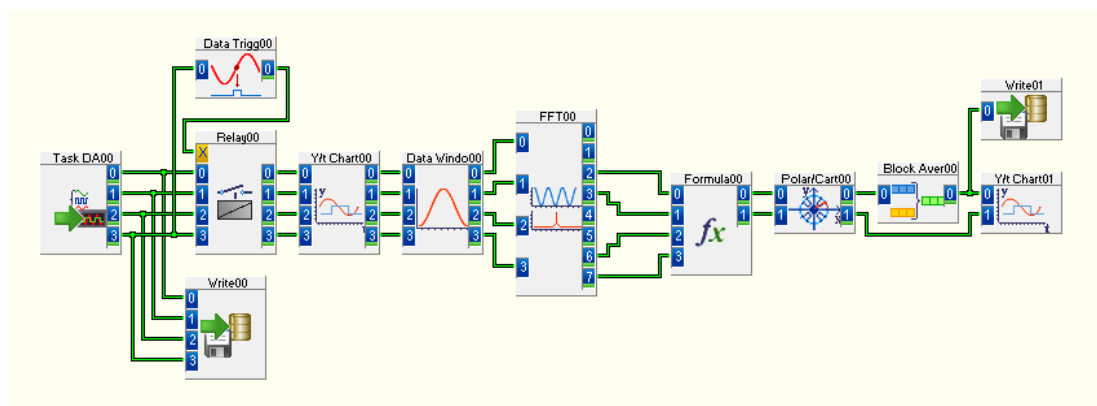 Data Trigg00
0 0
Write01
0
Relay00
X
0 0
1 1
2 2
3 3
Task DA00
0
1
2
3
Y/t Chart00
0 0
1 1
2 2
3 3
y
t
Data Windo00
0 0
1 1
2 2
3 3
FFT00
0 0
1
1 2
3
2 4
5
3 6
7
Formula00
0 0
1 1
2
3
fx
Polar/Cart00
0 0
1 1
y
x
Block Aver00
0 0
Y/t Chart01
0
1
y
t
Write00
0
1
2
3